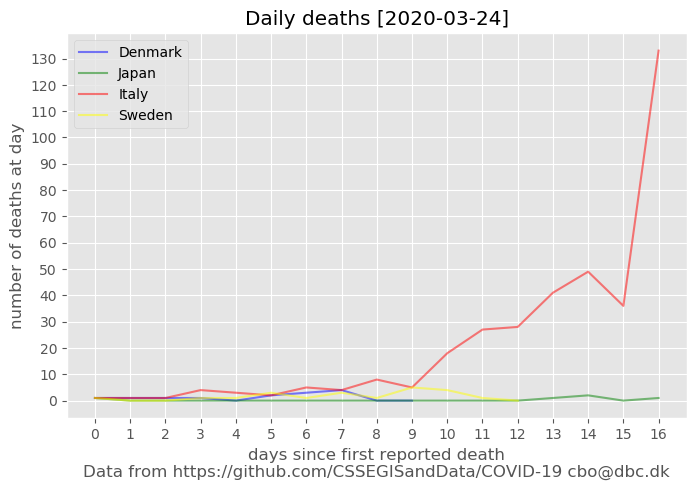 Daily deaths [2020-03-24]
Denmark
Japan
Italy
Sweden
number of deaths at day
130
120
110
100
90
80
70
60
50
40
30
20
10
0
0 1 2 3 4 5 6 7 8 9 10 11 12 13 14 15 16
days since first reported death
Data from https://github.com/CSSEGISandData/COVID-19 cbo@dbc.dk